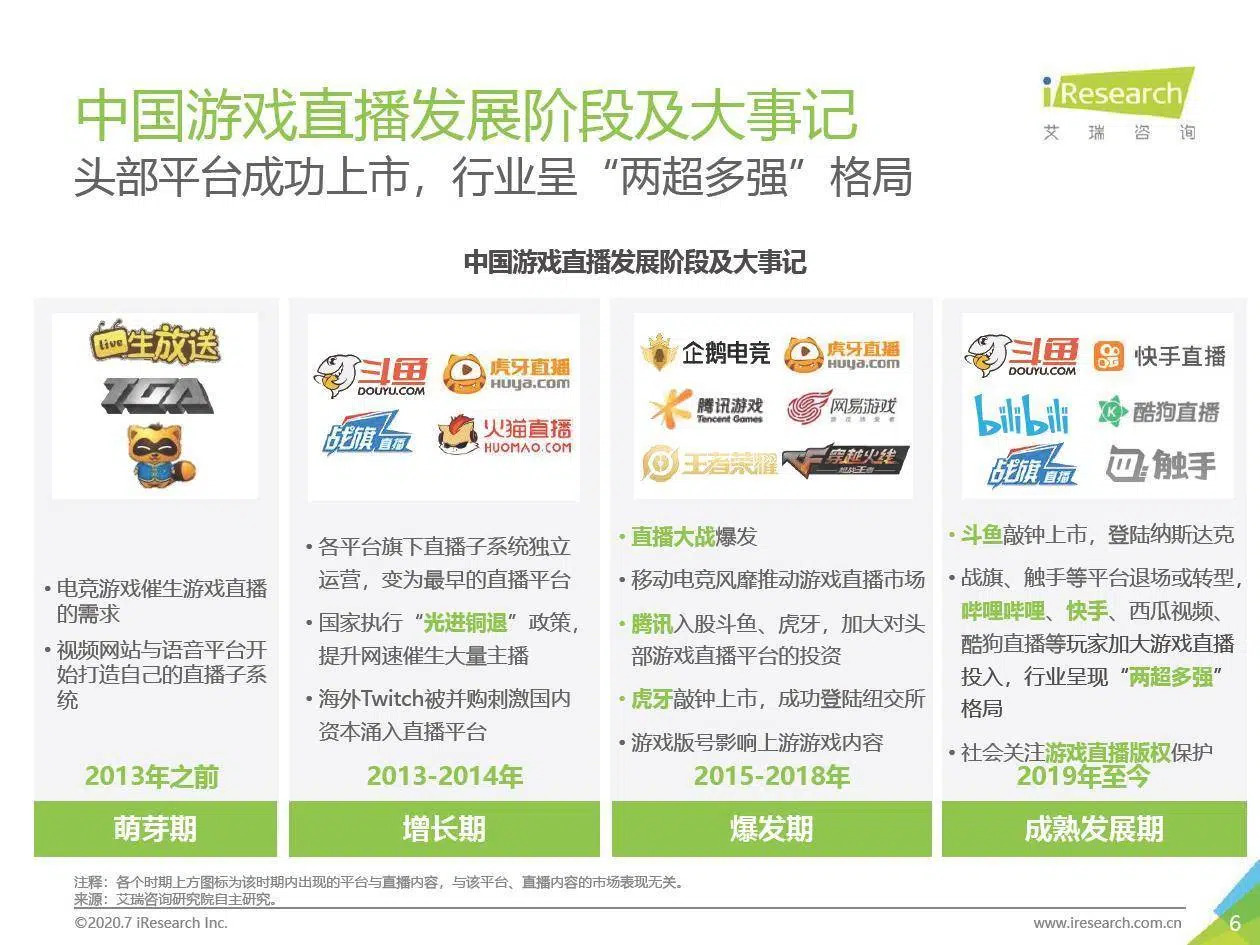 中国游戏直播发展阶段及大事记
头部平台成功上市，行业呈“两超多强”格局
iResearch
艾 瑞 咨 询
中国游戏直播发展阶段及大事记
live生放送
TGA
• 电竞游戏催生游戏直播
的需求
• 视频网站与语音平台开
始打造自己的直播子系
统
2013年之前
萌芽期
斗鱼
DOUYU.COM
虎牙直播
HUYA.com
战旗直播
火猫直播
HUOMAO.COM
• 各平台旗下直播子系统独立
运营，变为最早的直播平台
• 国家执行“光进铜退”政策，
提升网速催生大量主播
• 海外Twitch被并购刺激国内
资本涌入直播平台
2013-2014年
增长期
企鹅电竞
虎牙直播
HUYA.com
腾讯游戏
Tencent Games
网易游戏
王者荣耀
穿越火线
• 直播大战爆发
• 移动电竞风靡推动游戏直播市场
• 腾讯入股斗鱼、虎牙，加大对头
部游戏直播平台的投资
• 虎牙敲钟上市，成功登陆纽交所
• 游戏版号影响上游游戏内容
2015-2018年
爆发期
斗鱼
DOUYU.COM
快手直播
bilibili
酷狗直播
战旗直播
触手
• 斗鱼敲钟上市，登陆纳斯达克
• 战旗、触手等平台退场或转型，
哔哩哔哩、快手、西瓜视频、
酷狗直播等玩家加大游戏直播
投入，行业呈现“两超多强”
格局
• 社会关注游戏直播版权保护
2019年至今
成熟发展期
注释：各个时期上方图标为该时期内出现的平台与直播内容，与该平台、直播内容的市场表现无关。
来源：艾瑞咨询研究院自主研究。
©2020.7 iResearch Inc.
www.iresearch.com.cn
6